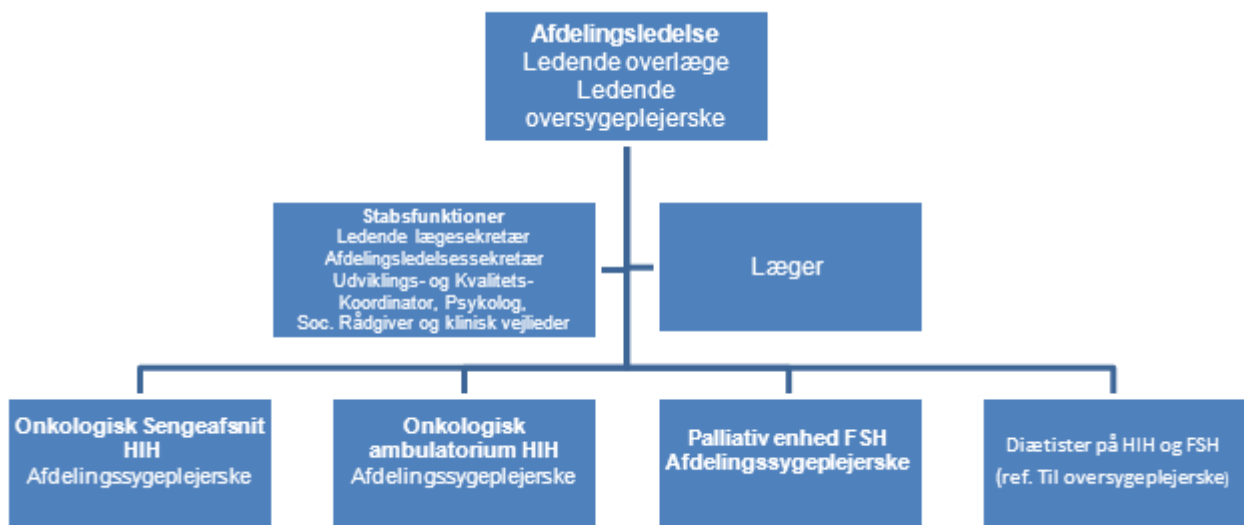 Afdelingsledelse
Ledende overlæge
Ledende
oversygeplejerske
Stabsfunktioner
Ledende lægesekretær
Afdelingsledelsessekretær
Udviklings- og Kvalitets-
Koordinator, Psykolog,
Soc. Rådgiver og klinisk vejlieder
Læger
Onkologisk Sengeafsnit
HIH
Afdelingssygeplejerske
Onkologisk
ambulatorium HIH
Afdelingssygeplejerske
Palliativ enhed FSH
Afdelingssygeplejerske
Diætister på HIH og FSH
(ref. Til oversygeplejerske)